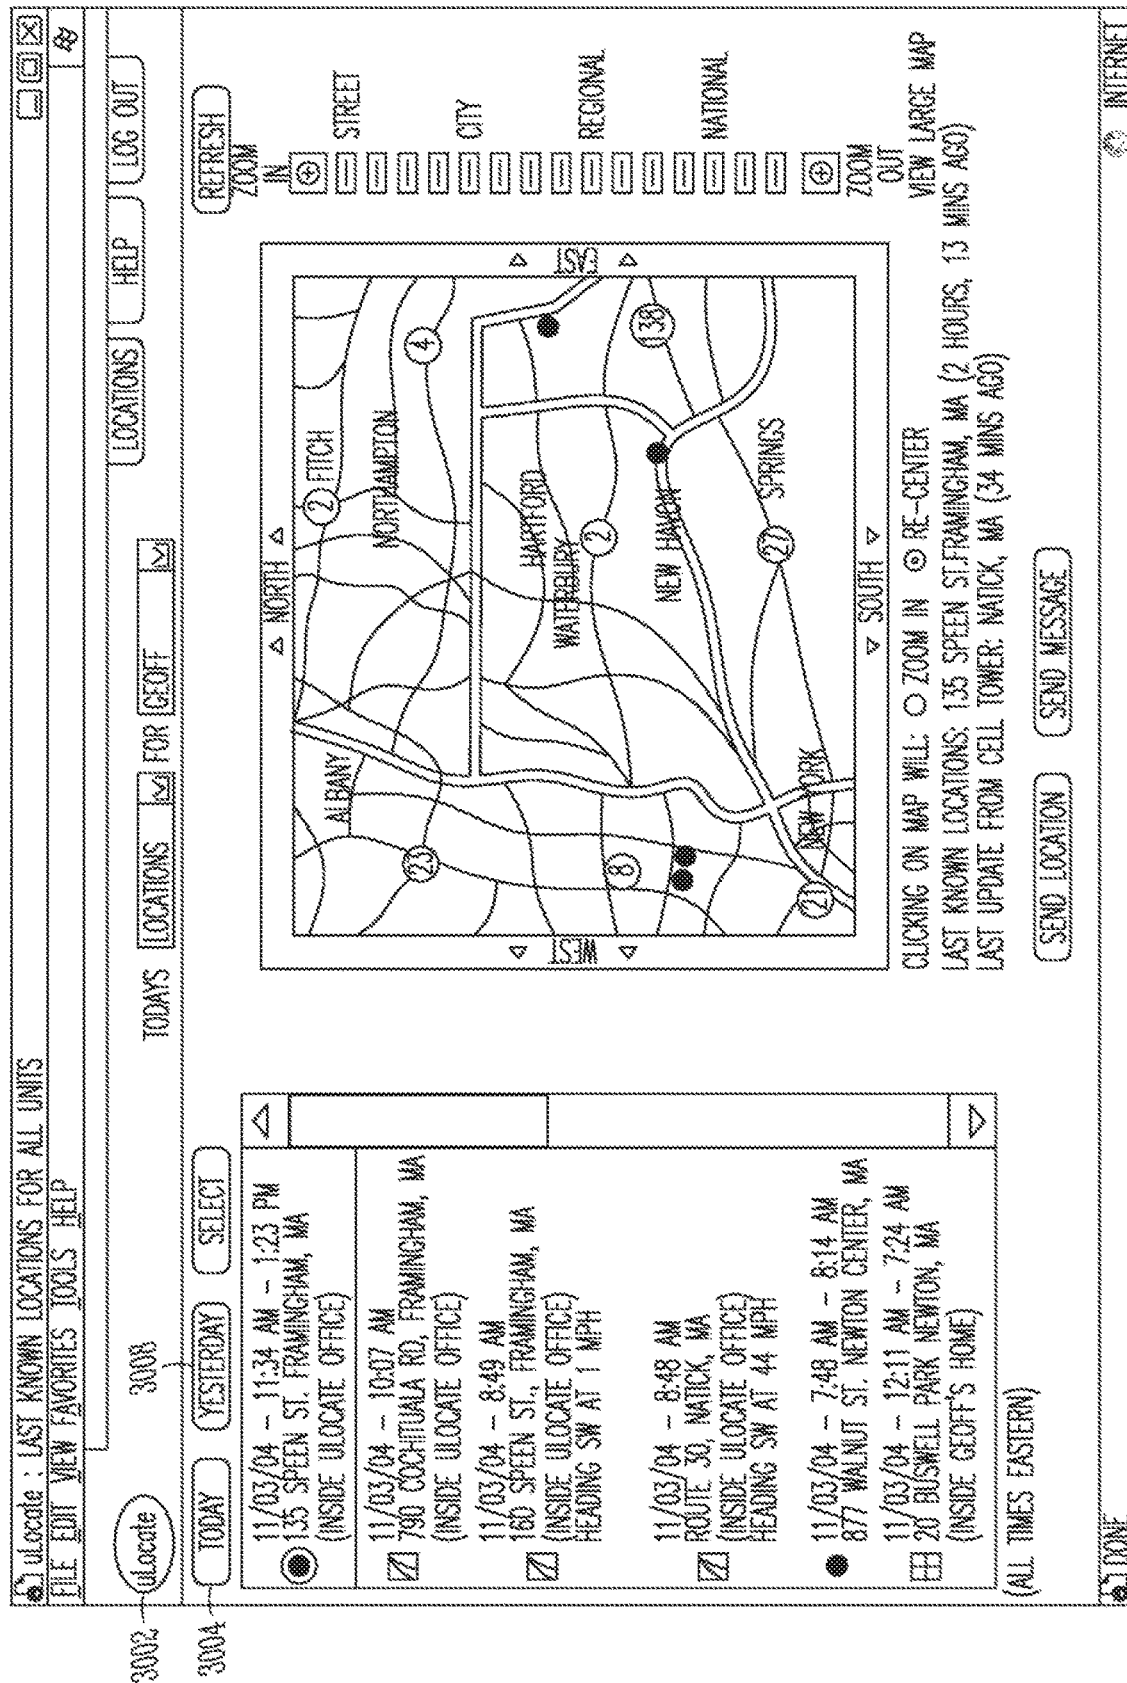 uLocate : LAST KNOWN LOCATIONS FOR ALL UNITS
FILE EDIT VIEW FAVORITES TOOLS HELP
3002
uLocate
3008
LOCATIONS
HELP
LOG OUT
TODAYS LOCATIONS FOR GEOFF
3004
TODAY
YESTERDAY
SELECT
REFRESH
11/03/04 - 11:34 AM - 1:23 PM
135 SPEEN ST. FRAMINGHAM, MA
(INSIDE ULOCATE OFFICE)
11/03/04 - 10:07 AM
790 COCHITUALA RD, FRAMINGHAM, MA
(INSIDE ULOCATE OFFICE)
11/03/04 - 8:49 AM
160 SPEEN ST., FRAMINGHAM, MA
(INSIDE ULOCATE OFFICE)
HEADING SW AT 1 MPH
11/03/04 - 8:48 AM
ROUTE 30, NATICK, MA
(INSIDE ULOCATE OFFICE)
HEADING SW AT 44 MPH
11/03/04 - 7:48 AM - 8:14 AM
877 WALNUT ST. NEWTON CENTER, MA
11/03/04 - 12:11 AM - 7:24 AM
20 BUSWELL PARK NEWTON, MA
(INSIDE GEOFF'S HOME)
(ALL TIMES EASTERN)
NORTH
WEST
EAST
SOUTH
2 FITCH
ALBANY
NORTHAMPTON
4
23
HARTFORD
WATERBURY
2
8
138
NEW HAVEN
SPRINGS
27
NEW YORK
21
ZOOM
IN
STREET
CITY
REGIONAL
NATIONAL
ZOOM
OUT
VIEW LARGE MAP
CLICKING ON MAP WILL: ZOOM IN RE-CENTER
LAST KNOWN LOCATIONS: 135 SPEEN ST.FRAMINGHAM, MA (2 HOURS, 13 MINS AGO)
LAST UPDATE FROM CELL TOWER: NATICK, MA (34 MINS AGO)
SEND LOCATION
SEND MESSAGE
DONE
INTERNET